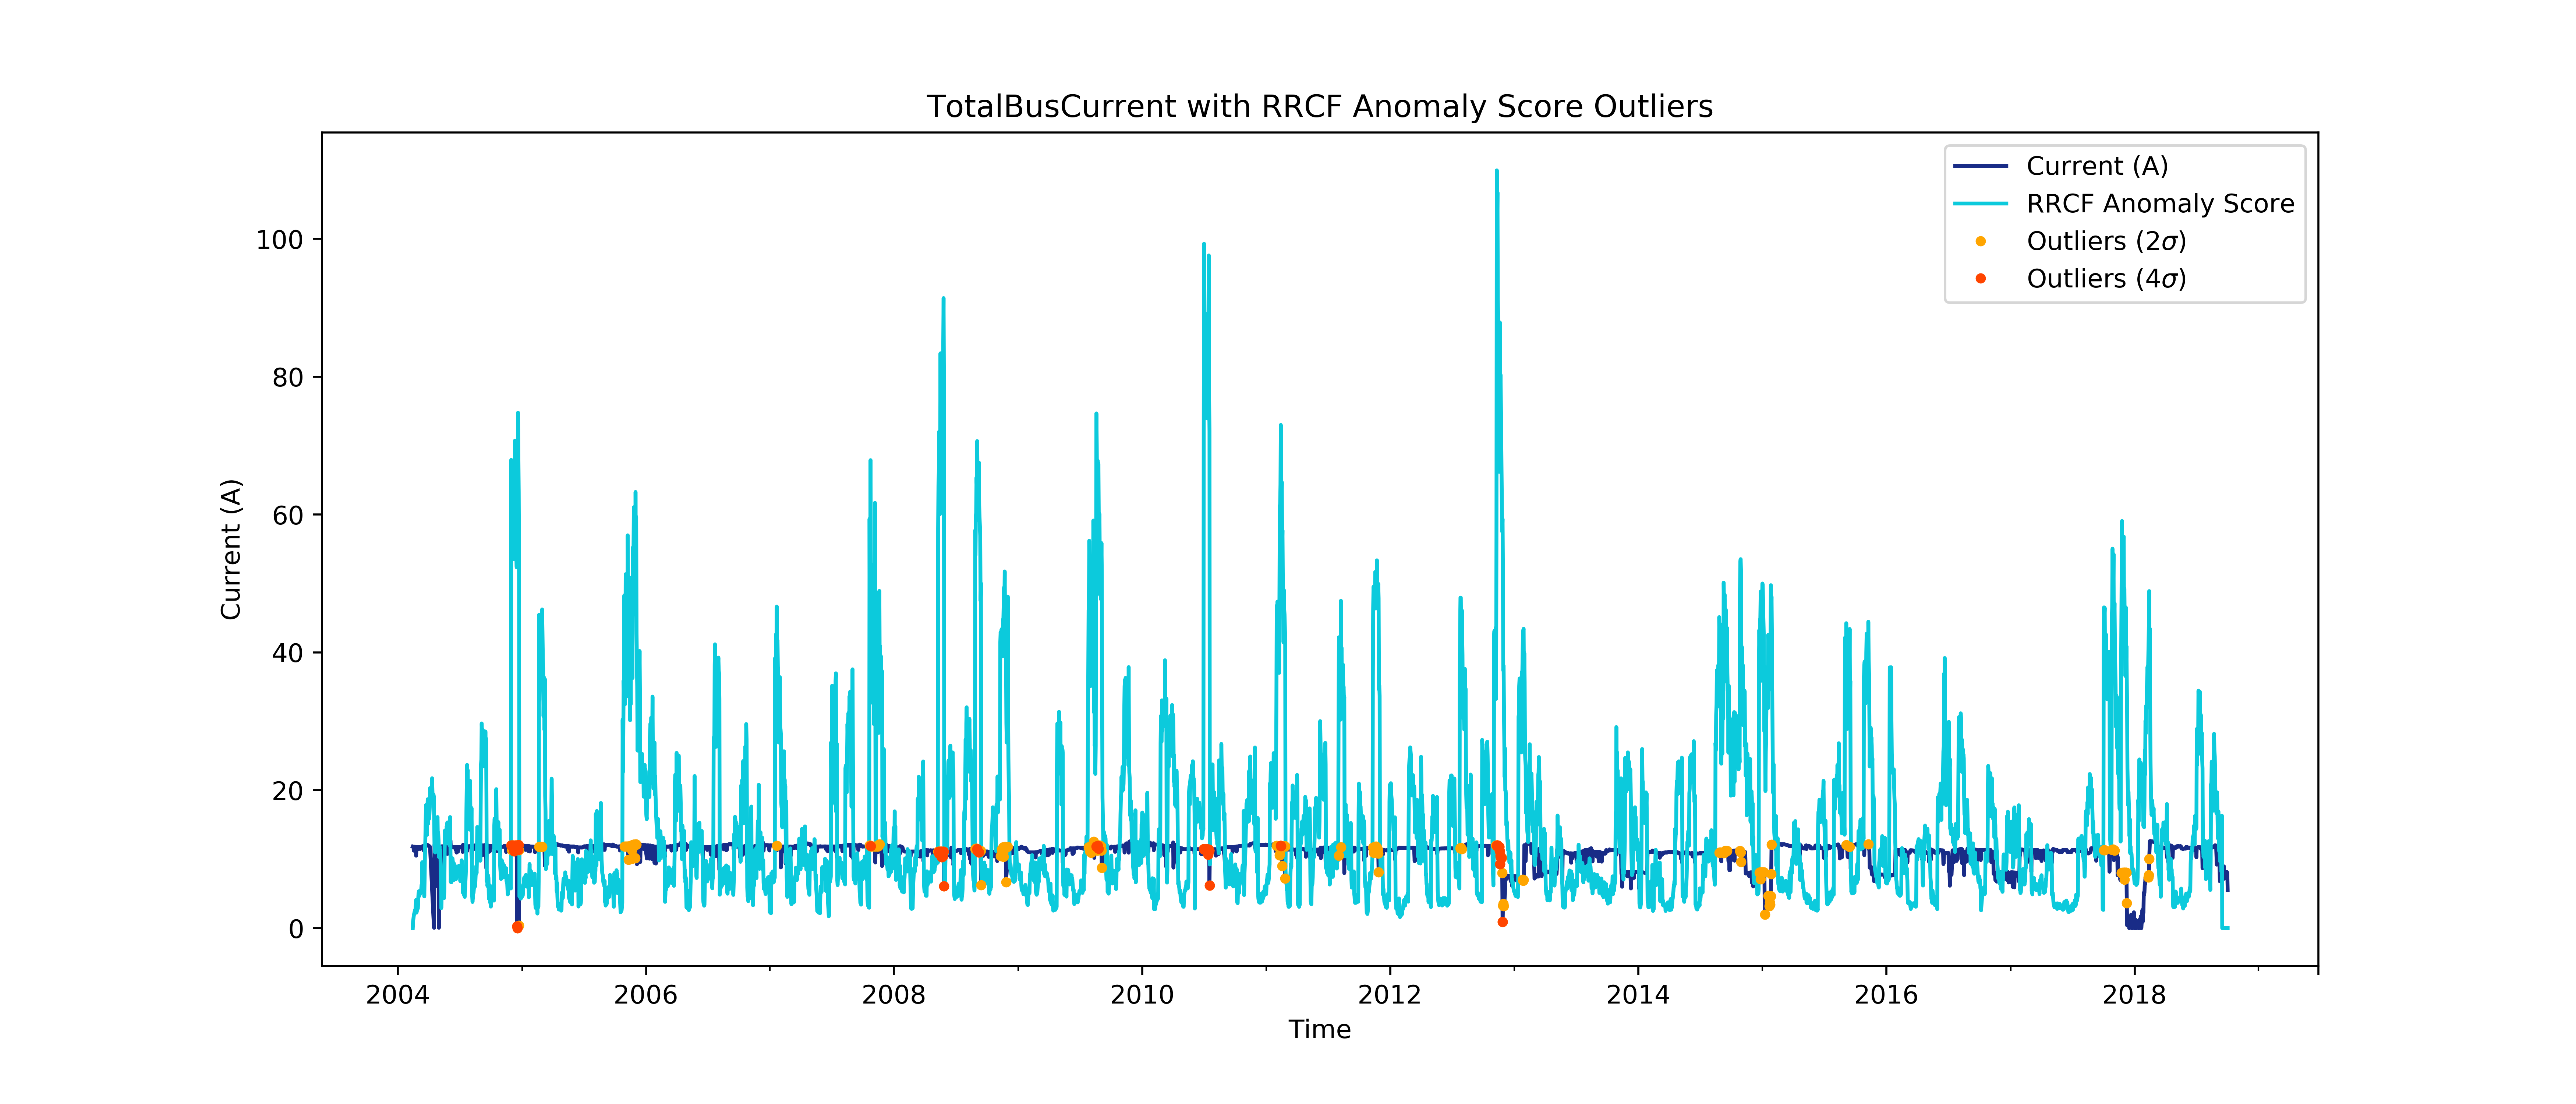 TotalBusCurrent with RRCF Anomaly Score Outliers
Current (A)
RRCF Anomaly Score
Outliers (2σ)
Outliers (4σ)
100
80
60
40
20
0
Current (A)
2004 2006 2008 2010 2012 2014 2016 2018
Time